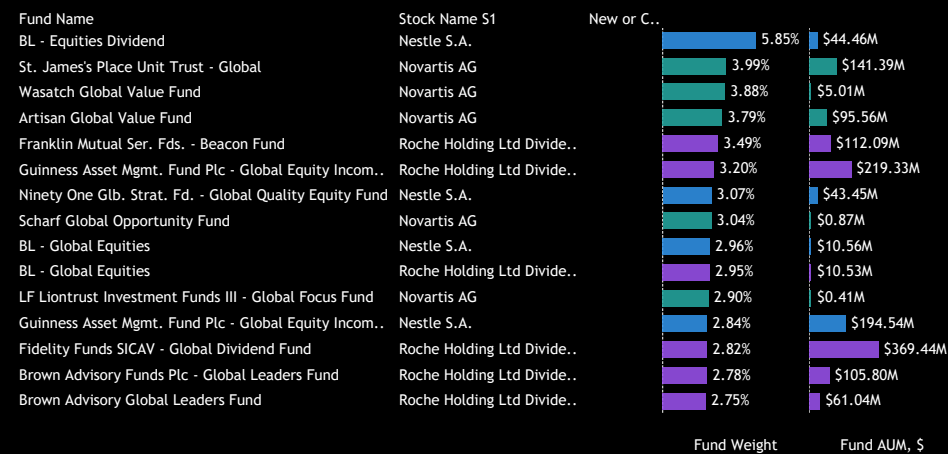 Fund Name Stock Name S1 New or C..
BL - Equities Dividend Nestle S.A. 5.85% $44.46M
St. James's Place Unit Trust - Global Novartis AG 3.99% $141.39M
Wasatch Global Value Fund Novartis AG 3.88% $5.01M
Artisan Global Value Fund Novartis AG 3.79% $95.56M
Franklin Mutual Ser. Fds. - Beacon Fund Roche Holding Ltd Divide.. 3.49% $112.09M
Guinness Asset Mgmt. Fund Plc - Global Equity Incom.. Roche Holding Ltd Divide.. 3.20% $219.33M
Ninety One Glb. Strat. Fd. - Global Quality Equity Fund Nestle S.A. 3.07% $43.45M
Scharf Global Opportunity Fund Novartis AG 3.04% $0.87M
BL - Global Equities Nestle S.A. 2.96% $10.56M
BL - Global Equities Roche Holding Ltd Divide.. 2.95% $10.53M
LF Liontrust Investment Funds III - Global Focus Fund Novartis AG 2.90% $0.41M
Guinness Asset Mgmt. Fund Plc - Global Equity Incom.. Nestle S.A. 2.84% $194.54M
Fidelity Funds SICAV - Global Dividend Fund Roche Holding Ltd Divide.. 2.82% $369.44M
Brown Advisory Funds Plc - Global Leaders Fund Roche Holding Ltd Divide.. 2.78% $105.80M
Brown Advisory Global Leaders Fund Roche Holding Ltd Divide.. 2.75% $61.04M
Fund Weight Fund AUM, $